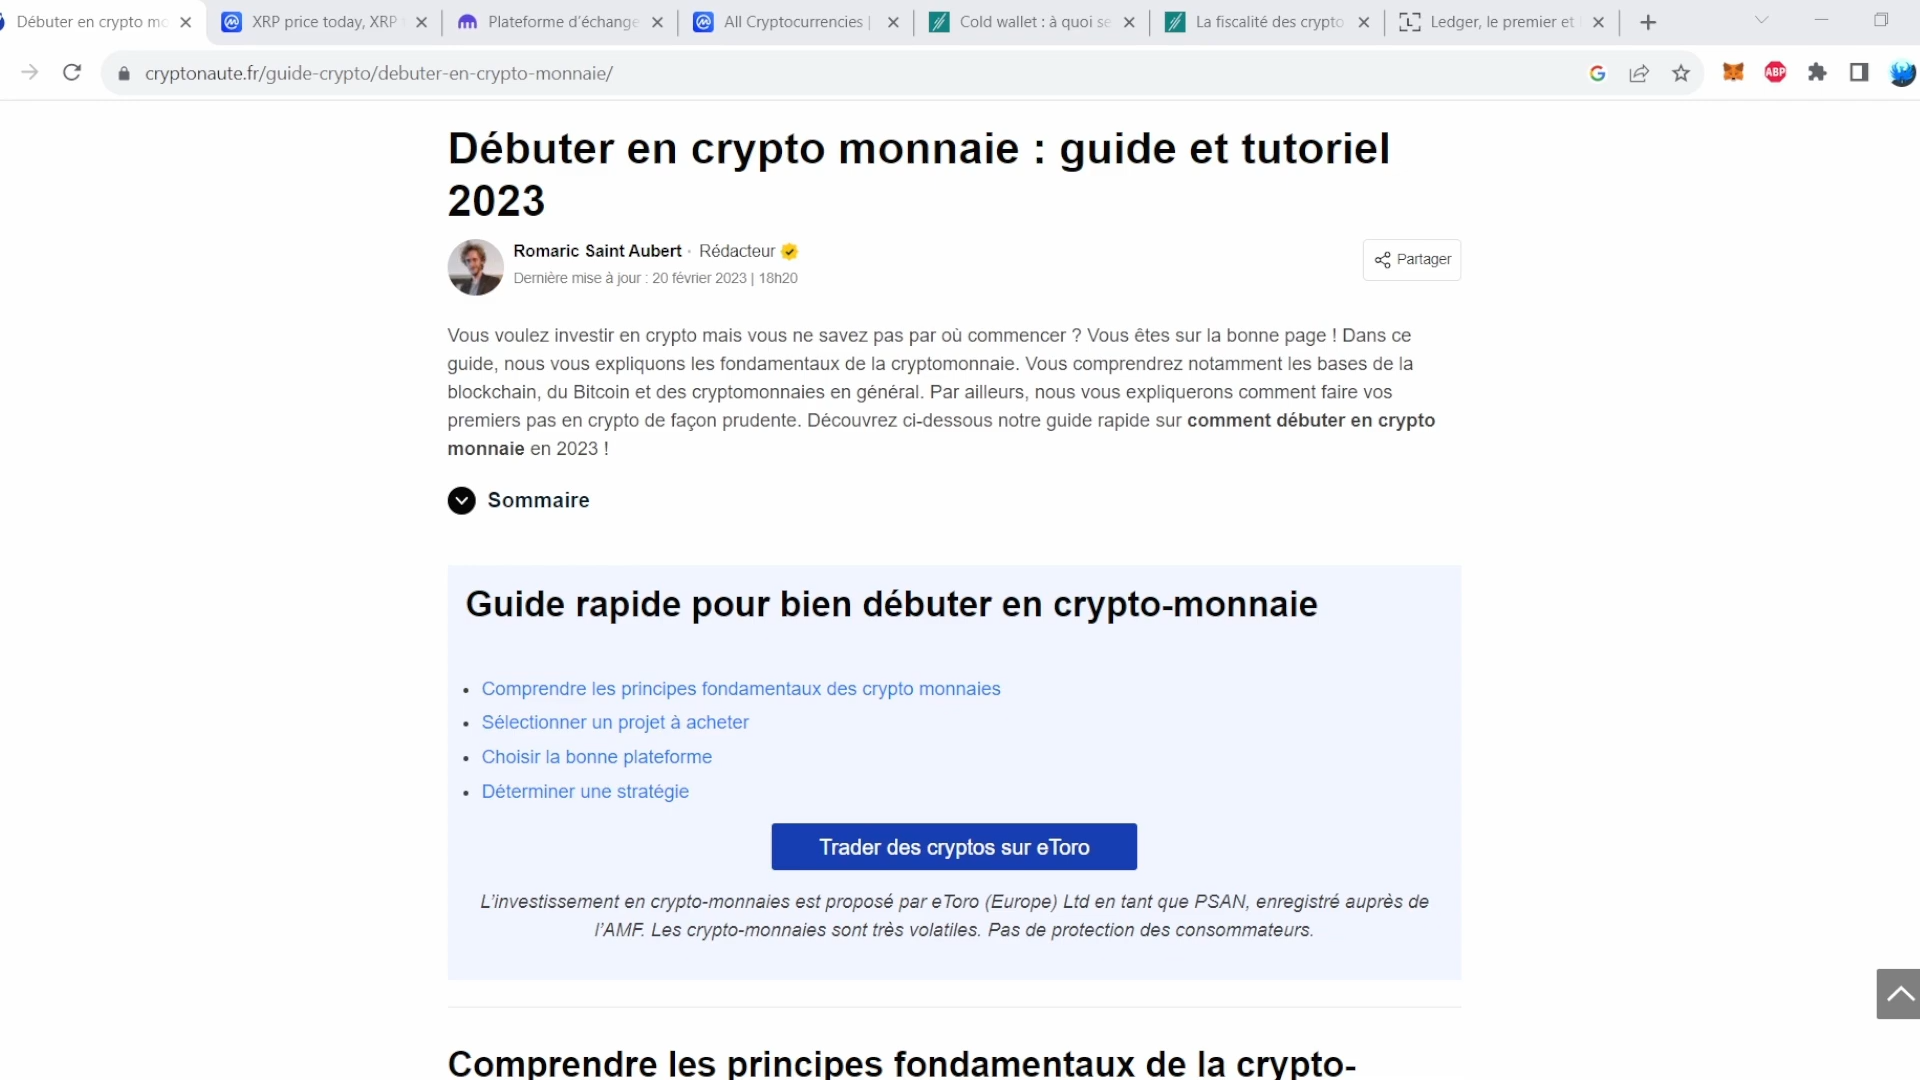 Débuter en crypto mo
XRP price today, XRP
Plateforme d'échange
All Cryptocurrencies |
Cold wallet : à quoi se
La fiscalité des crypto
Ledger, le premier et
cryptonaute.fr/guide-crypto/debuter-en-crypto-monnaie/
ABP
Débuter en crypto monnaie : guide et tutoriel
2023
Romaric Saint Aubert · Rédacteur
Dernière mise à jour : 20 février 2023 | 18h20
Partager
Vous voulez investir en crypto mais vous ne savez pas par où commencer ? Vous êtes sur la bonne page ! Dans ce
guide, nous vous expliquons les fondamentaux de la cryptomonnaie. Vous comprendrez notamment les bases de la
blockchain, du Bitcoin et des cryptomonnaies en général. Par ailleurs, nous vous expliquerons comment faire vos
premiers pas en crypto de façon prudente. Découvrez ci-dessous notre guide rapide sur comment débuter en crypto
monnaie en 2023 !
Sommaire
Guide rapide pour bien débuter en crypto-monnaie
• Comprendre les principes fondamentaux des crypto monnaies
• Sélectionner un projet à acheter
• Choisir la bonne plateforme
• Déterminer une stratégie
Trader des cryptos sur eToro
L'investissement en crypto-monnaies est proposé par eToro (Europe) Ltd en tant que PSAN, enregistré auprès de
l'AMF. Les crypto-monnaies sont très volatiles. Pas de protection des consommateurs.
Comprendre les principes fondamentaux de la crypto-